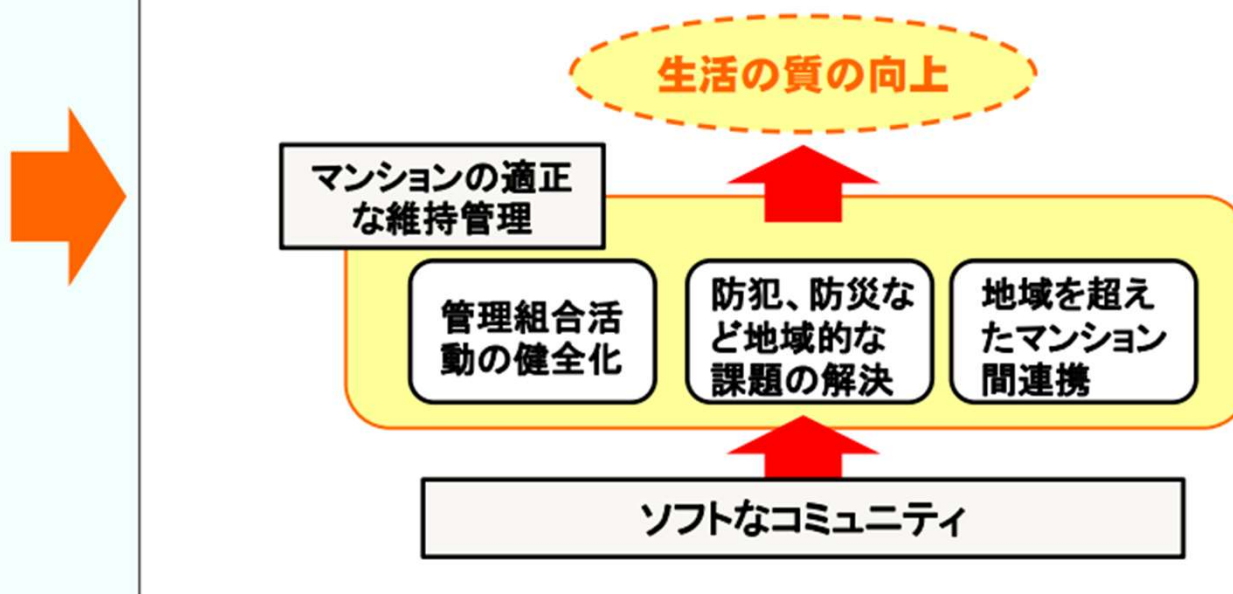 生活の質の向上
マンションの適正
な維持管理
管理組合活
動の健全化
防犯、防災な
ど地域的な
課題の解決
地域を超え
たマンション
間連携
ソフトなコミュニティ